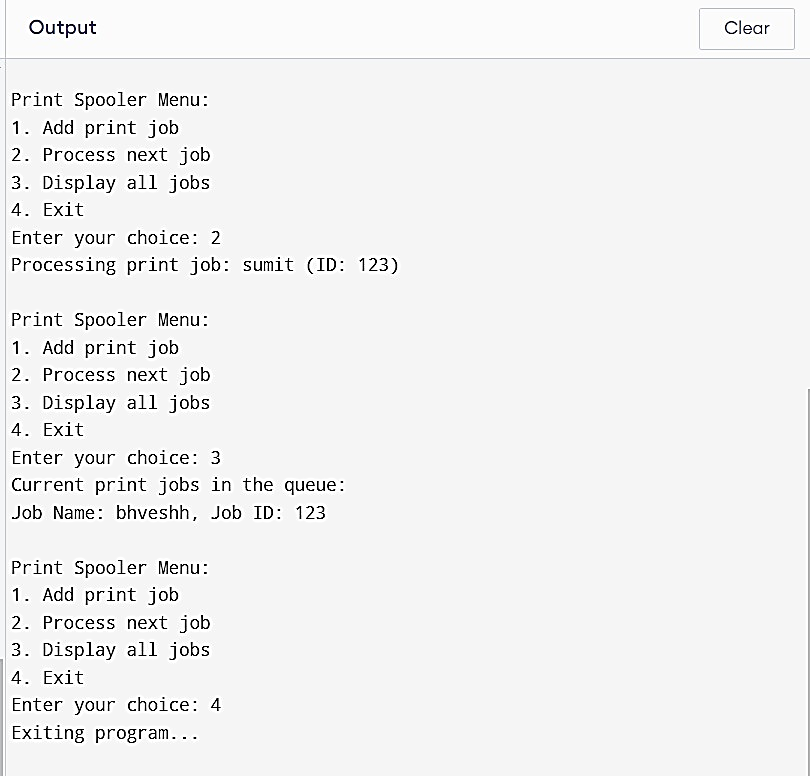 Output
Clear
Print Spooler Menu:
1. Add print job
2. Process next job
3. Display all jobs
4. Exit
Enter your choice: 2
Processing print job: sumit (ID: 123)
Print Spooler Menu:
1. Add print job
2. Process next job
3. Display all jobs
4. Exit
Enter your choice: 3
Current print jobs in the queue:
Job Name: bhveshh, Job ID: 123
Print Spooler Menu:
1. Add print job
2. Process next job
3. Display all jobs
4. Exit
Enter your choice: 4
Exiting program...